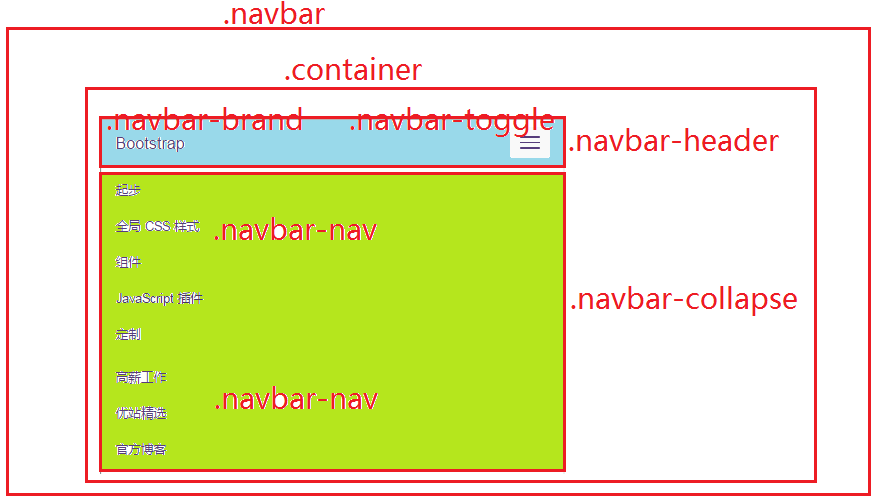 .navbar
.container
.navbar-brand .navbar-toggle
Bootstrap
.navbar-header
起步
全局 CSS 样式
.navbar-nav
组件
JavaScript 插件
.navbar-collapse
定制
高薪工作
.navbar-nav
优站精选
官方博客